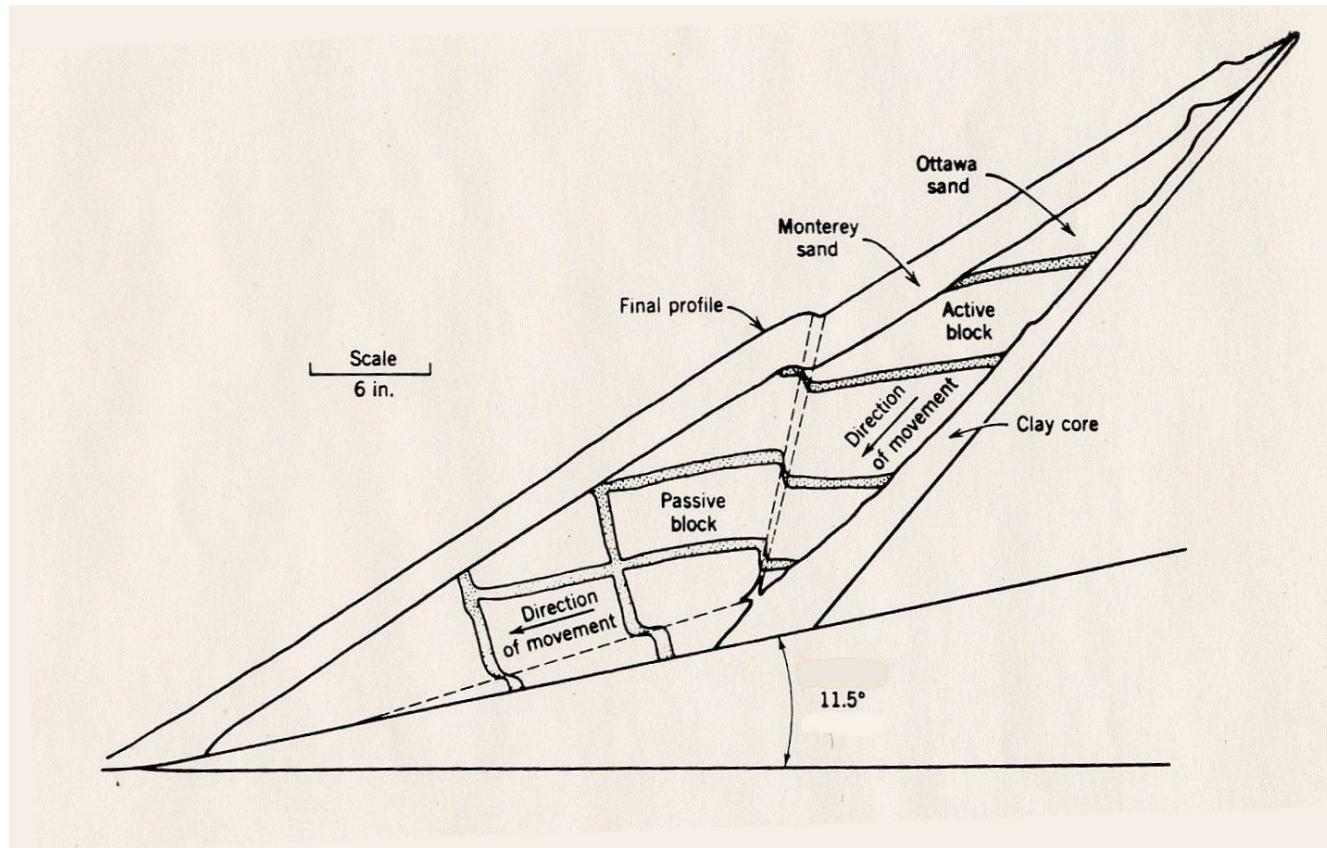 Ottawa
sand
Monterey
sand
Final profile
Active
block
Scale
6 in.
Direction
of movement
Clay core
Passive
block
Direction
of movement
11.5°